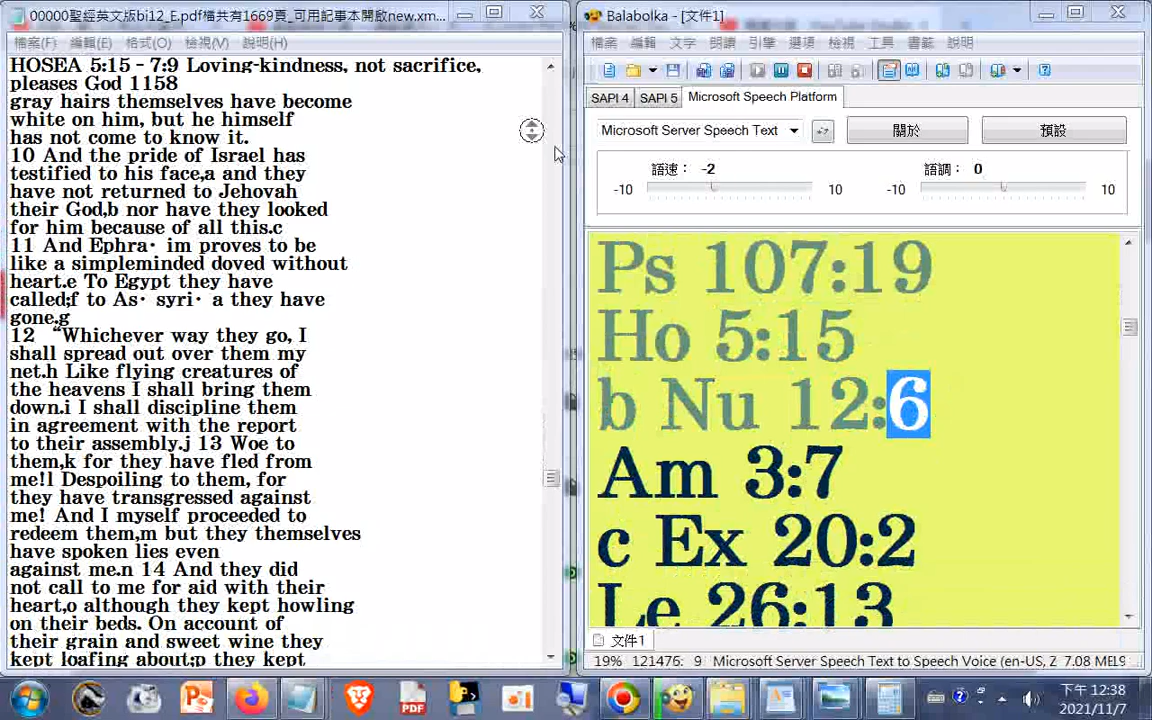 00000聖經英文版bi12_E.pdf檔共有1669頁_可用記事本開啟new.xm...
檔案(F) 編輯(E) 格式(O) 檢視(V) 說明(H)
HOSEA 5:15 - 7:9 Loving-kindness, not sacrifice,
pleases God 1158
gray hairs themselves have become
white on him, but he himself
has not come to know it.
10 And the pride of Israel has
testified to his face,a and they
have not returned to Jehovah
their God,b nor have they looked
for him because of all this.c
11 And Ephra· im proves to be
like a simpleminded doved without
heart.e To Egypt they have
called;f to As· syri· a they have
gone.g
12 “Whichever way they go, I
shall spread out over them my
net.h Like flying creatures of
the heavens I shall bring them
down.i I shall discipline them
in agreement with the report
to their assembly.j 13 Woe to
them,k for they have fled from
me!l Despoiling to them, for
they have transgressed against
me! And I myself proceeded to
redeem them,m but they themselves
have spoken lies even
against me.n 14 And they did
not call to me for aid with their
heart,o although they kept howling
on their beds. On account of
their grain and sweet wine they
kept loafing about;p they kept
Balabolka - [文件1]
檔案 編輯 文字 朗讀 引擎 選項 檢視 工具 書籤 說明
SAPI 4 SAPI 5 Microsoft Speech Platform
Microsoft Server Speech Text 關於 預設
語速： -2 語調： 0
-10 10 -10 10
Ps 107:19
Ho 5:15
b Nu 12:6
Am 3:7
c Ex 20:2
Le 26:13
文件1
19% 121476: 9 Microsoft Server Speech Text to Speech Voice (en-US, Z 7.08 MB
PDF
下午 12:38
2021/11/7